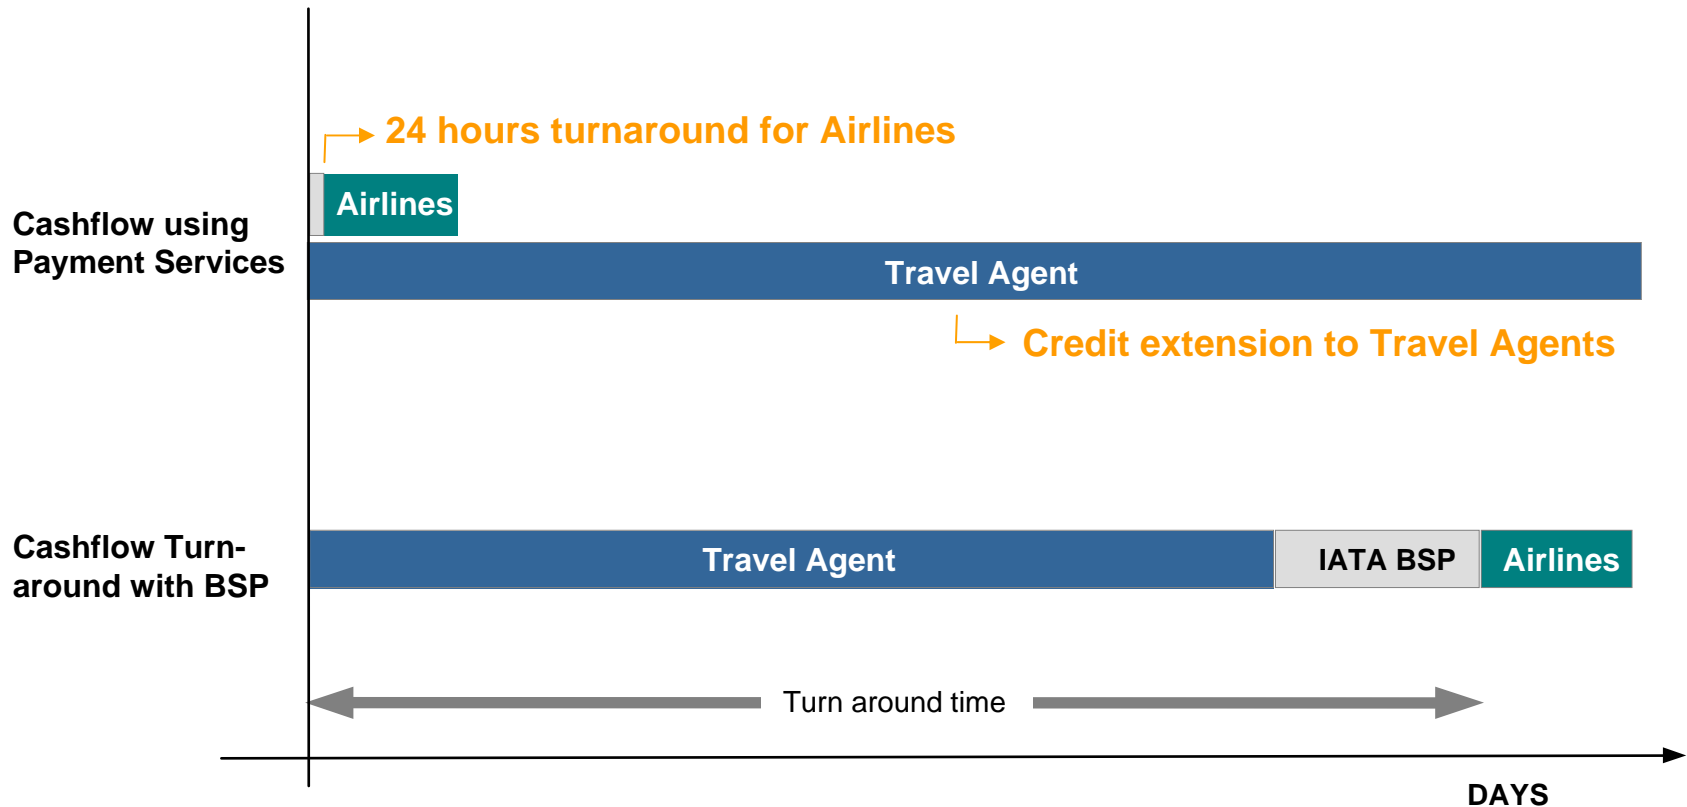 24 hours turnaround for Airlines
Airlines
Cashflow using
Payment Services
Travel Agent
Credit extension to Travel Agents
Cashflow Turn-
around with BSP
Travel Agent
IATA BSP
Airlines
Turn around time
DAYS